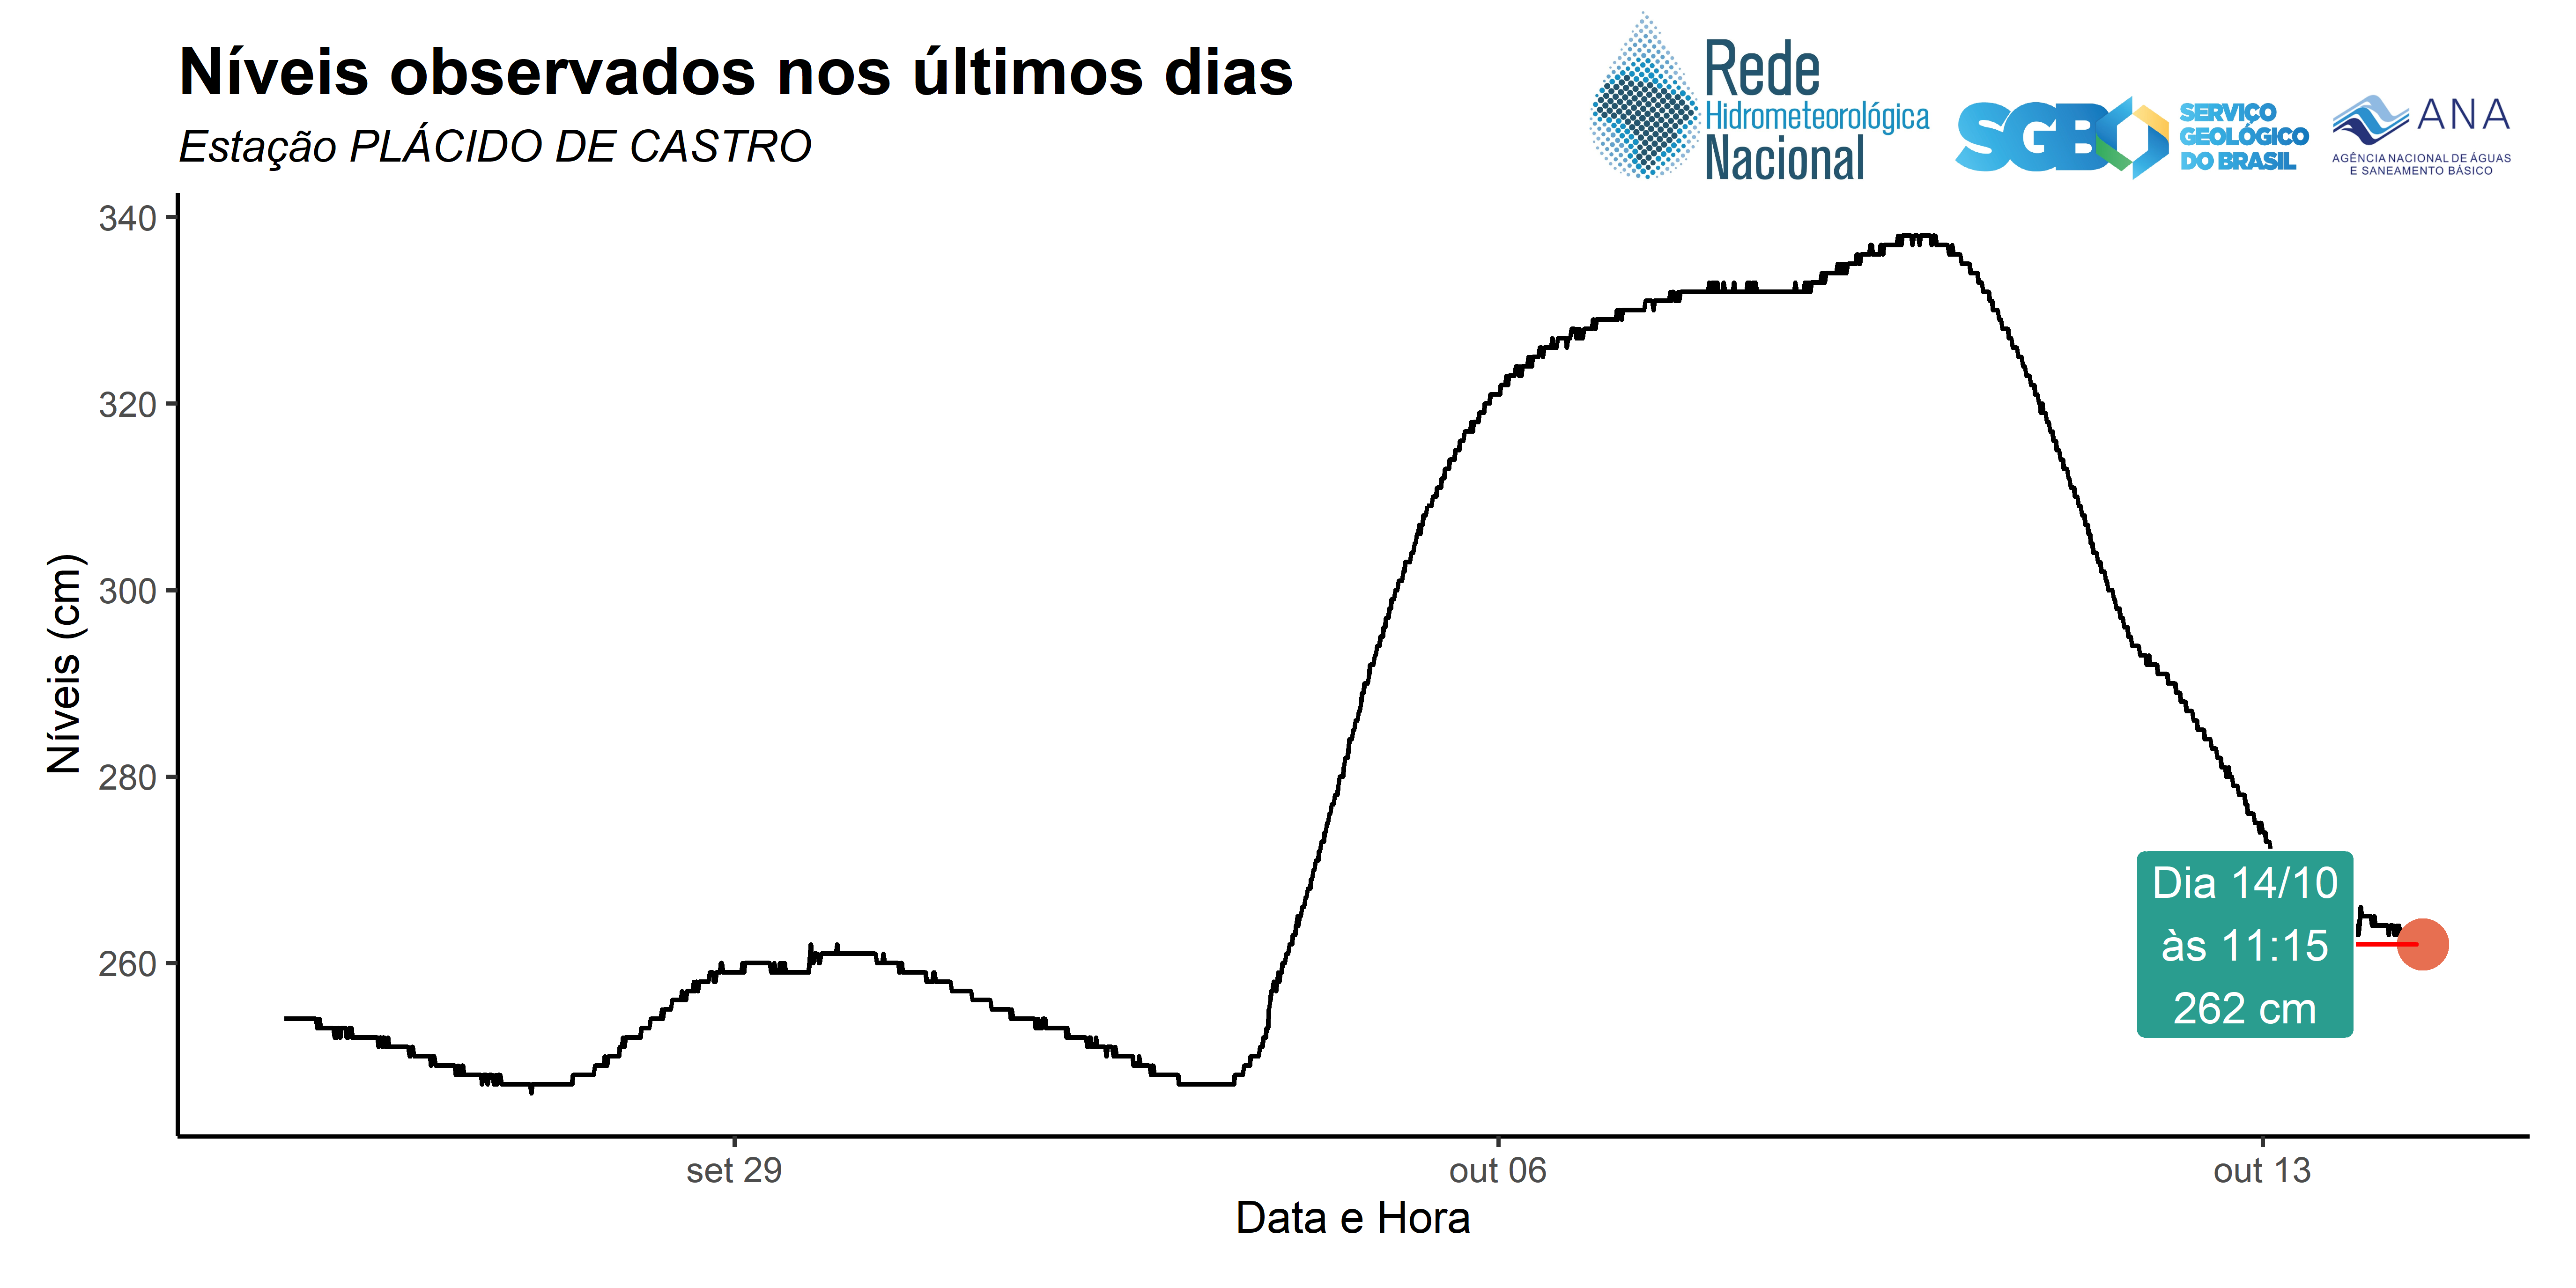 Níveis observados nos últimos dias
Estação PLÁCIDO DE CASTRO
Rede
Hidrometeorológica
Nacional
SGB
SERVIÇO
GEOLÓGICO
DO BRASIL
ANA
AGÊNCIA NACIONAL DE ÁGUAS
E SANEAMENTO BÁSICO
Níveis (cm)
340
320
300
280
260
Dia 14/10
às 11:15
262 cm
set 29
out 06
out 13
Data e Hora